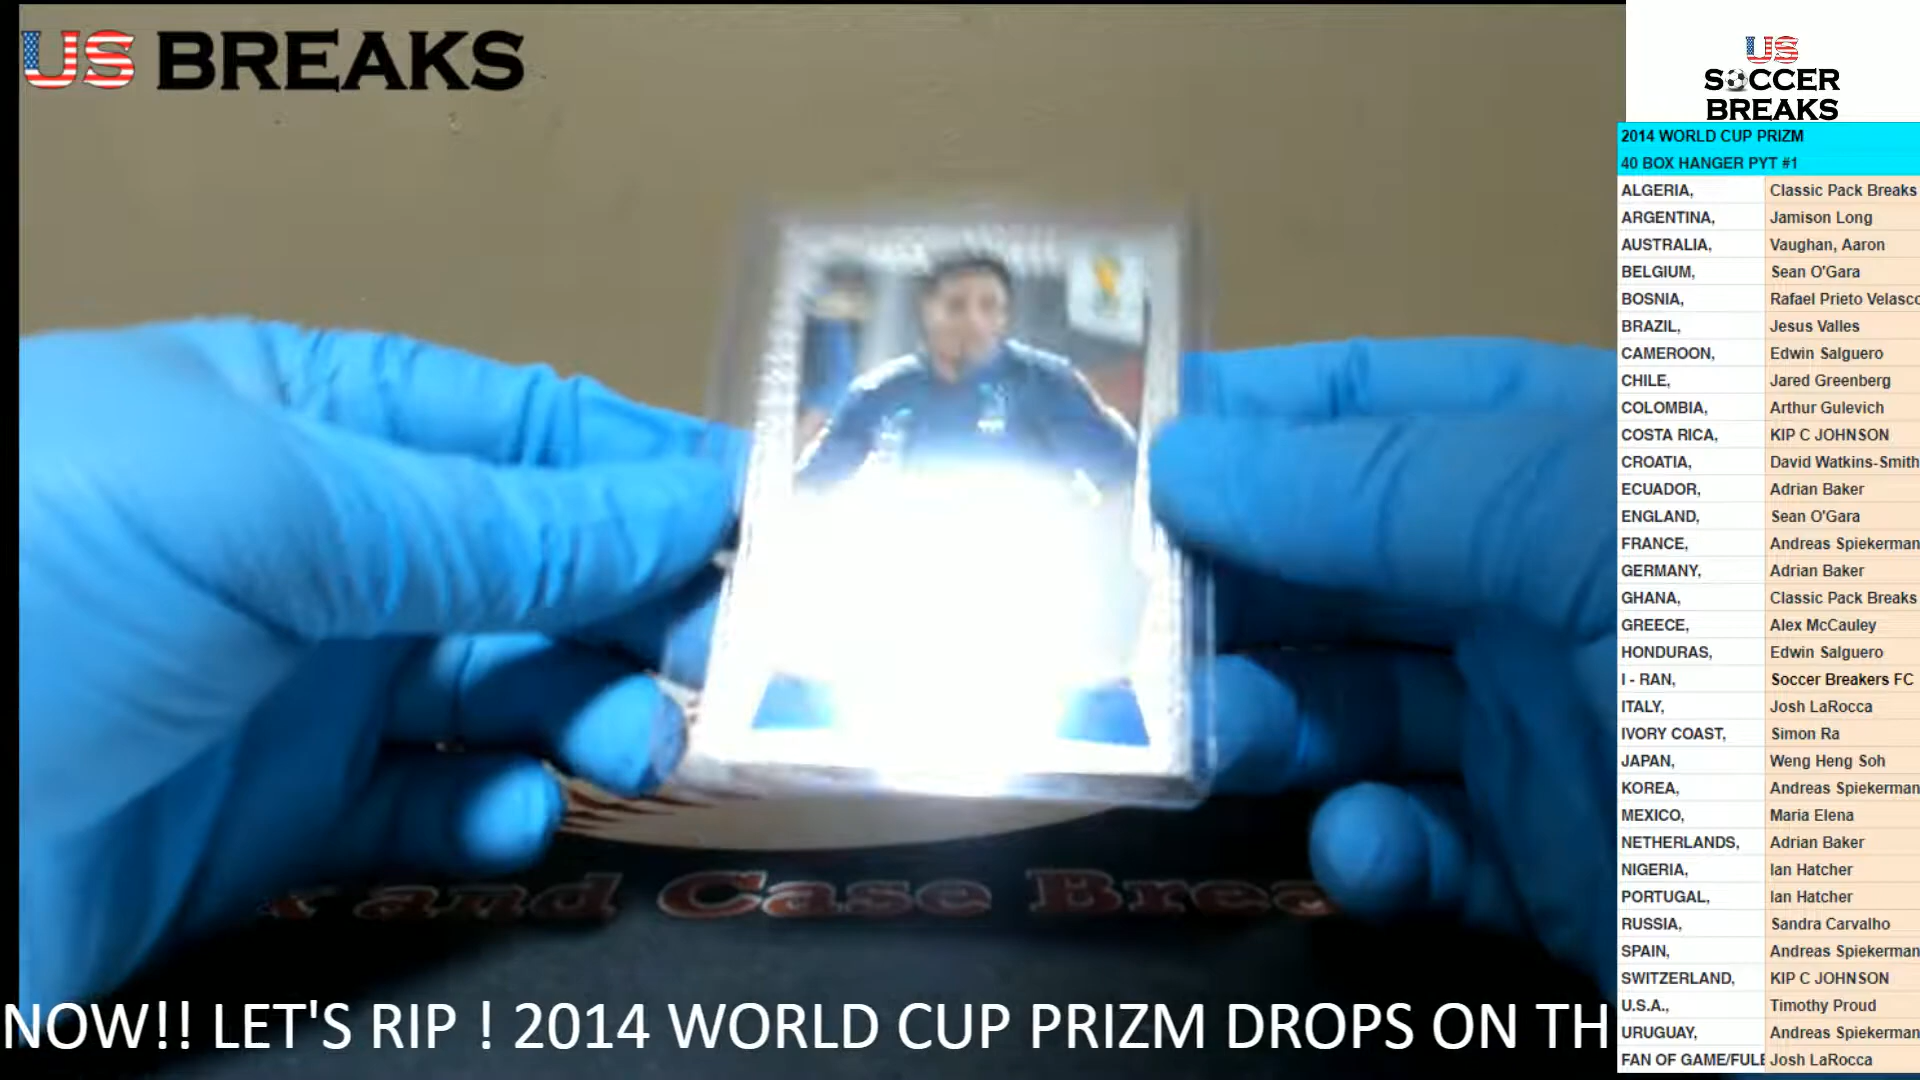 US BREAKS
US
SOCCER
BREAKS
2014 WORLD CUP PRIZM
40 BOX HANGER PYT #1
ALGERIA, Classic Pack Breaks
ARGENTINA, Jamison Long
AUSTRALIA, Vaughan, Aaron
BELGIUM, Sean O'Gara
BOSNIA, Rafael Prieto Velasco
BRAZIL, Jesus Valles
CAMEROON, Edwin Salguero
CHILE, Jared Greenberg
COLOMBIA, Arthur Gulevich
COSTA RICA, KIP C JOHNSON
CROATIA, David Watkins-Smith
ECUADOR, Adrian Baker
ENGLAND, Sean O'Gara
FRANCE, Andreas Spiekerman
GERMANY, Adrian Baker
GHANA, Classic Pack Breaks
GREECE, Alex McCauley
HONDURAS, Edwin Salguero
I - RAN, Soccer Breakers FC
ITALY, Josh LaRocca
IVORY COAST, Simon Ra
JAPAN, Weng Heng Soh
KOREA, Andreas Spiekerman
MEXICO, Maria Elena
NETHERLANDS, Adrian Baker
NIGERIA, Ian Hatcher
PORTUGAL, Ian Hatcher
RUSSIA, Sandra Carvalho
SPAIN, Andreas Spiekerman
SWITZERLAND, KIP C JOHNSON
U.S.A., Timothy Proud
URUGUAY, Andreas Spiekerman
FAN OF GAME/FULE Josh LaRocca
and Case Brea
NOW!! LET'S RIP ! 2014 WORLD CUP PRIZM DROPS ON TH